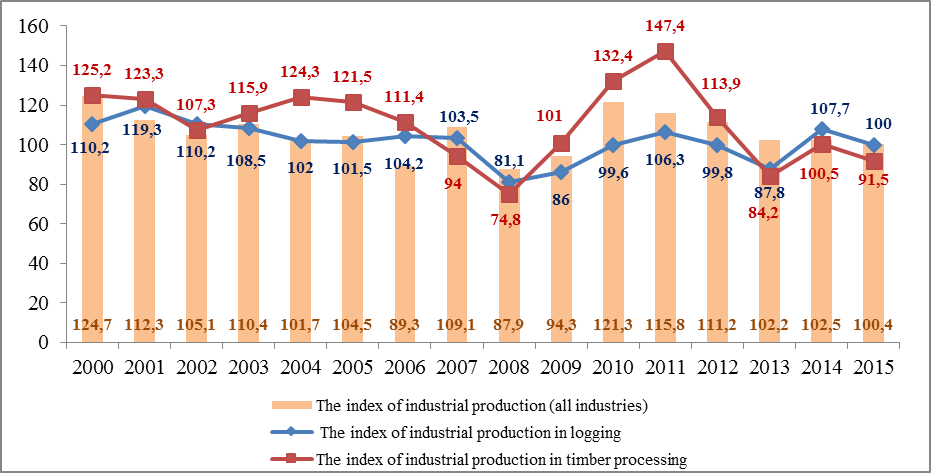 160
140
120
100
80
60
40
20
0
125,2 123,3 107,3 115,9 124,3 121,5 111,4 94 74,8 101 132,4 147,4 113,9 84,2 100,5 91,5
110,2 119,3 110,2 108,5 102 101,5 104,2 103,5 81,1 86 99,6 106,3 99,8 87,8 107,7 100
124,7 112,3 105,1 110,4 101,7 104,5 89,3 109,1 87,9 94,3 121,3 115,8 111,2 102,2 102,5 100,4
2000 2001 2002 2003 2004 2005 2006 2007 2008 2009 2010 2011 2012 2013 2014 2015
The index of industrial production (all industries)
The index of industrial production in logging
The index of industrial production in timber processing